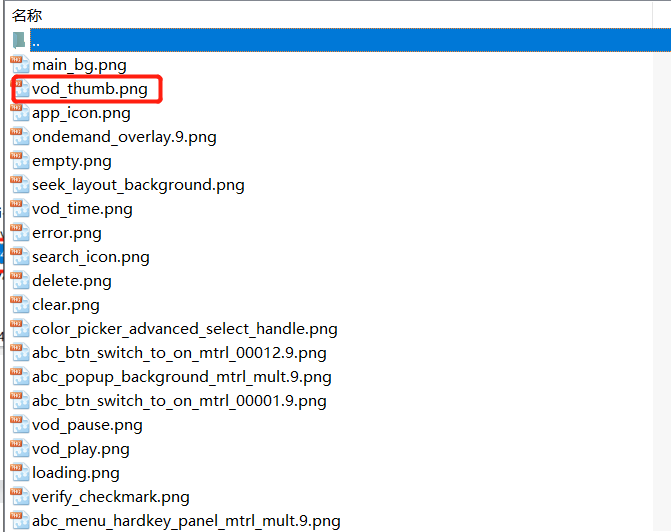 名称
..
main_bg.png
vod_thumb.png
app_icon.png
ondemand_overlay.9.png
empty.png
seek_layout_background.png
vod_time.png
error.png
search_icon.png
delete.png
clear.png
color_picker_advanced_select_handle.png
abc_btn_switch_to_on_mtrl_00012.9.png
abc_popup_background_mtrl_mult.9.png
abc_btn_switch_to_on_mtrl_00001.9.png
vod_pause.png
vod_play.png
loading.png
verify_checkmark.png
abc_menu_hardkey_panel_mtrl_mult.9.png